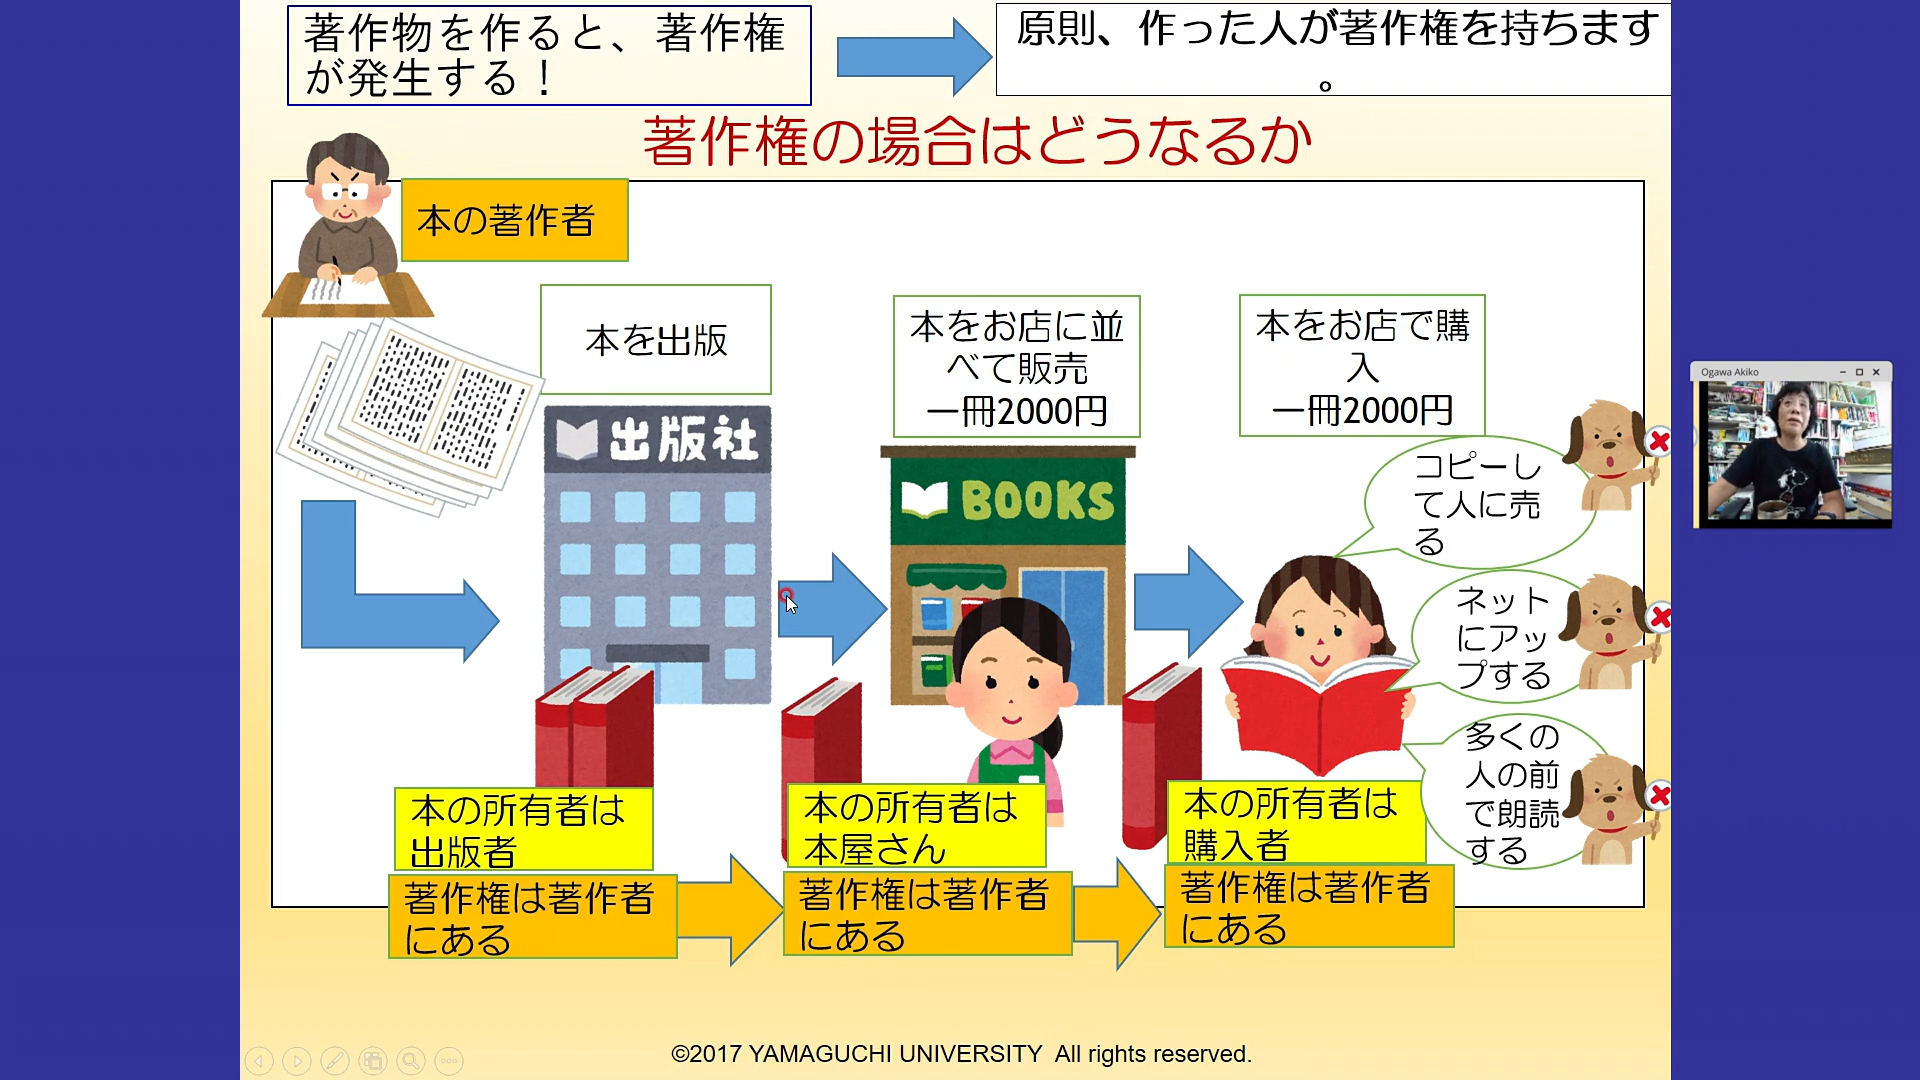 著作物を作ると、著作権
が発生する！
原則、作った人が著作権を持ちます
。
著作権の場合はどうなるか
本の著作者
本を出版
本をお店に並
べて販売
一冊2000円
本をお店で購
入
一冊2000円
出版社
BOOKS
コピーし
て人に売
る
ネット
にアッ
プする
多くの
人の前
で朗読
する
本の所有者は
出版者
本の所有者は
本屋さん
本の所有者は
購入者
著作権は著作者
にある
著作権は著作者
にある
著作権は著作者
にある
©2017 YAMAGUCHI UNIVERSITY All rights reserved.
Ogawa Akiko